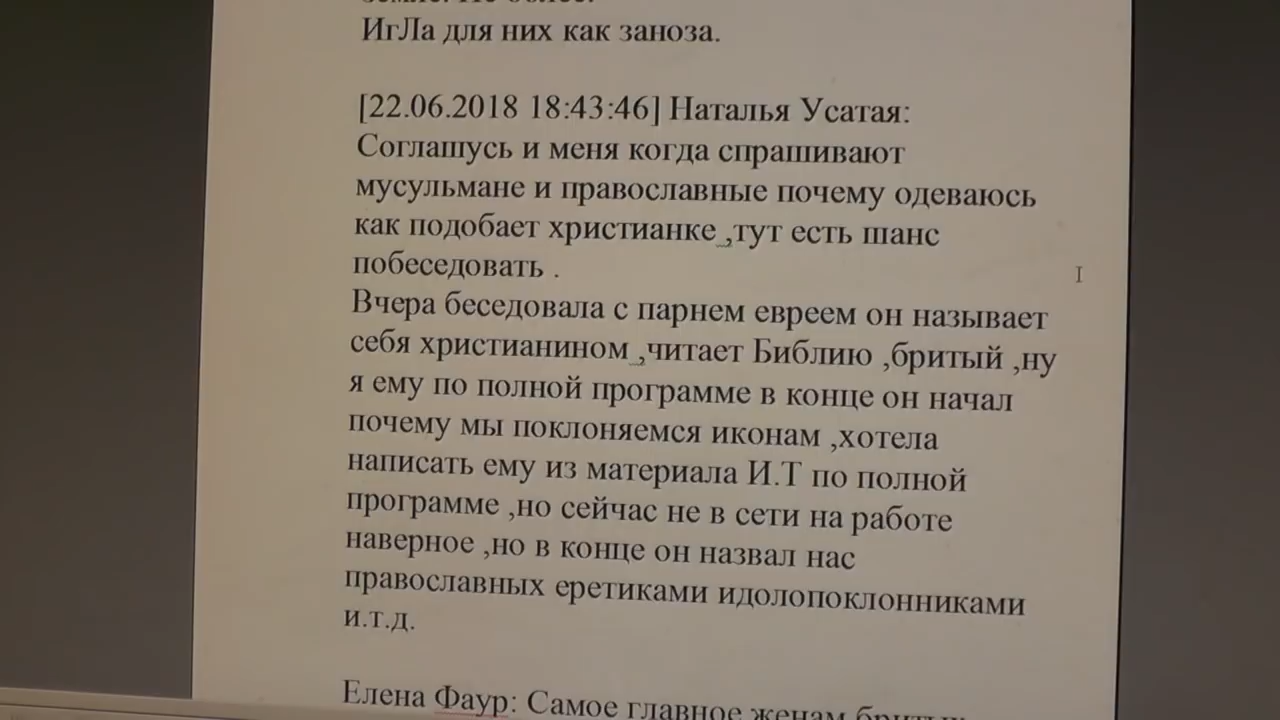 ИгЛа для них как заноза.
[22.06.2018 18:43:46] Наталья Усатая:
Соглашусь и меня когда спрашивают
мусульмане и православные почему одеваюсь
как подобает христианке ,тут есть шанс
побеседовать .
Вчера беседовала с парнем евреем он называет
себя христианином ,читает Библию ,бритый ,ну
я ему по полной программе в конце он начал
почему мы поклоняемся иконам ,хотела
написать ему из материала И.Т по полной
программе ,но сейчас не в сети на работе
наверное ,но в конце он назвал нас
православных еретиками идолопоклонниками
и.т.д.
Елена Фаур: Самое главное женам